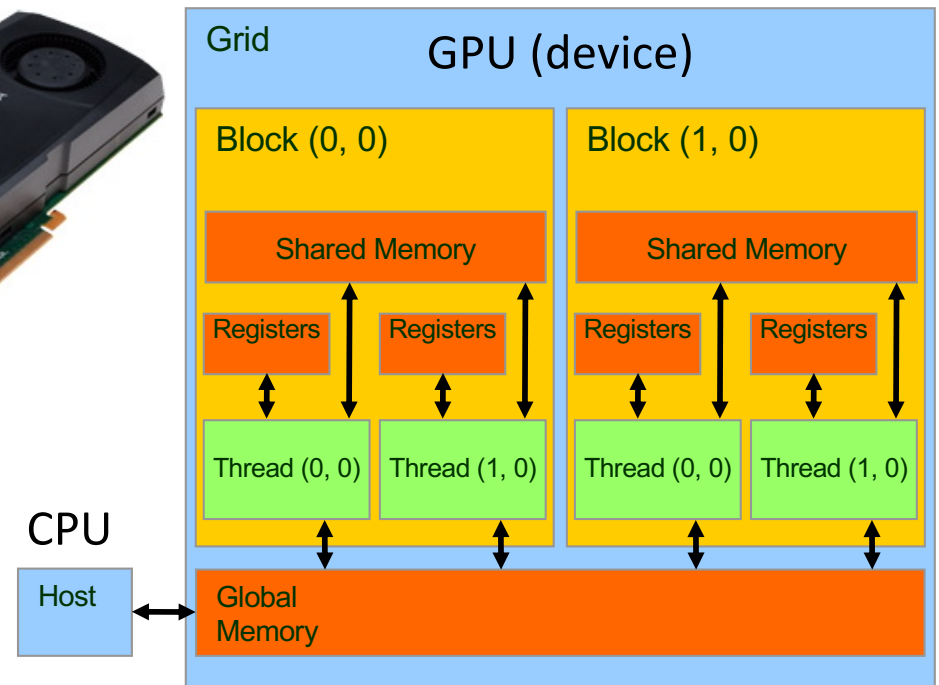 Grid
GPU (device)
Block (0, 0)
Block (1, 0)
Shared Memory
Shared Memory
Registers
Registers
Registers
Registers
Thread (0, 0)
Thread (1, 0)
Thread (0, 0)
Thread (1, 0)
CPU
Host
Global
Memory